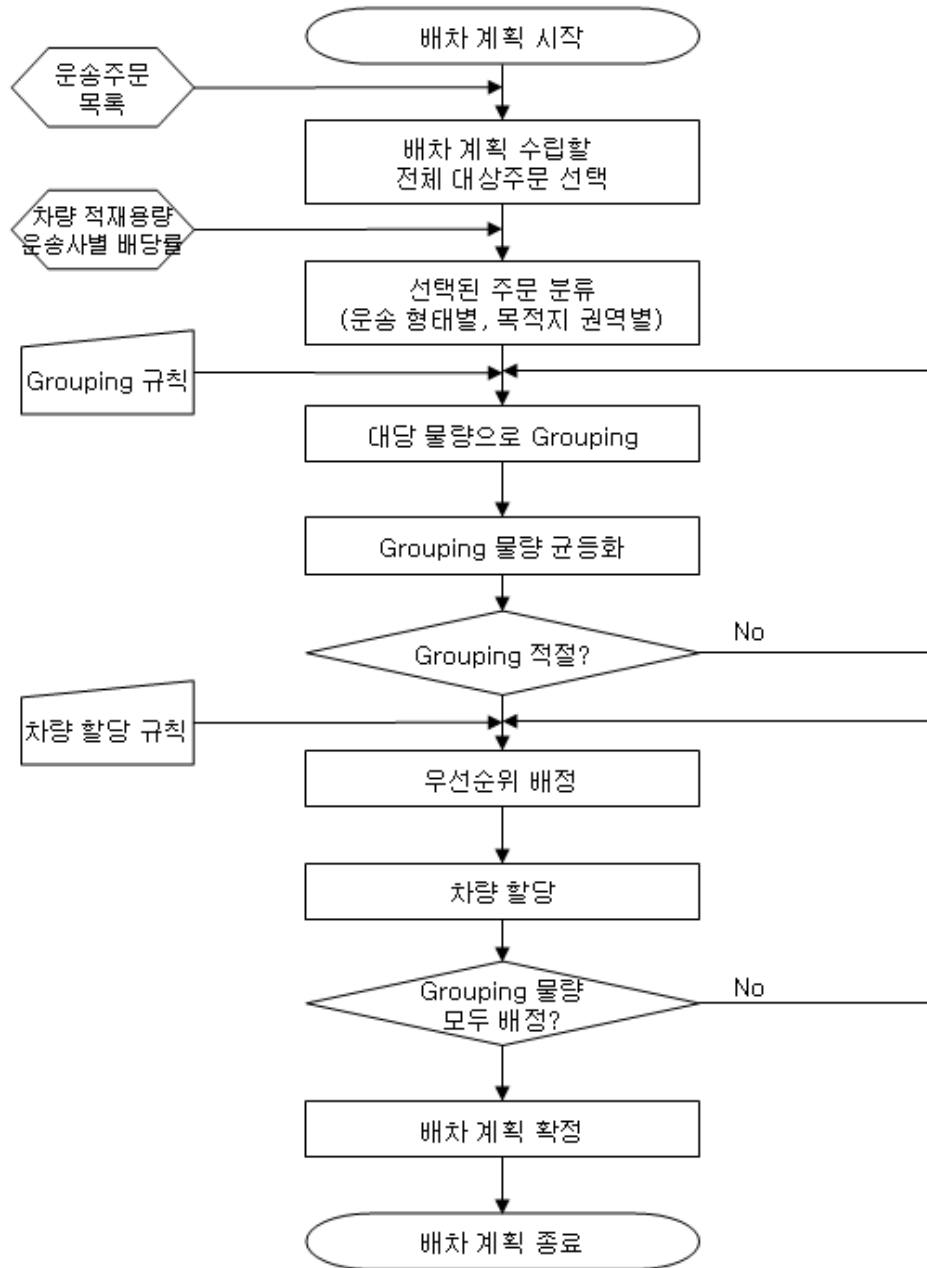 배차 계획 시작
운송주문
목록
배차 계획 수립할
전체 대상주문 선택
차량 적재용량
운송사별 배당률
선택된 주문 분류
(운송 형태별, 목적지 권역별)
Grouping 규칙
대당 물량으로 Grouping
Grouping 물량 균등화
Grouping 적절?
No
차량 할당 규칙
우선순위 배정
차량 할당
Grouping 물량
모두 배정?
No
배차 계획 확정
배차 계획 종료